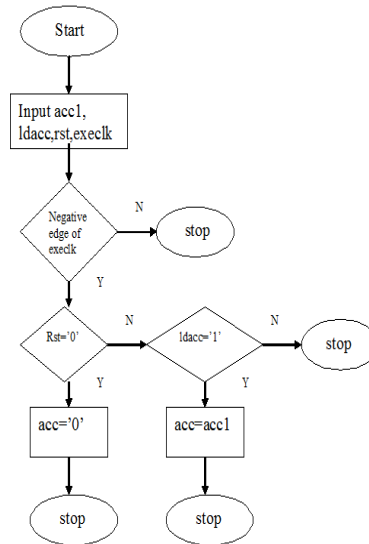 Start
Input acc1,
ldacc,rst,execlk
Negative
edge of
execlk
N
stop
Y
Rst='0'
N
ldacc='1'
N
stop
Y
Y
acc='0'
acc=acc1
stop
stop